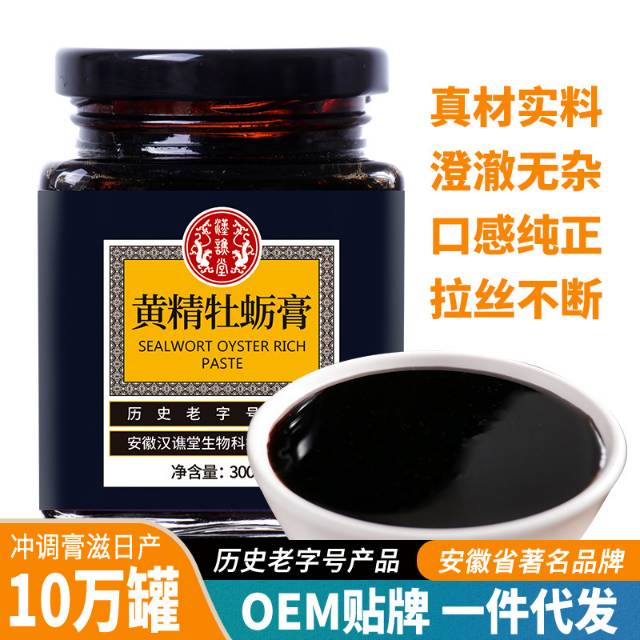 真材实料
澄澈无杂
口感纯正
拉丝不断
漢譙堂
黄精牡蛎膏
SEALWORT OYSTER RICH
PASTE
历史老字号
安徽汉谯堂生物科
净含量：300
冲调膏滋日产
10万罐
历史老字号产品
安徽省著名品牌
OEM贴牌 一件代发